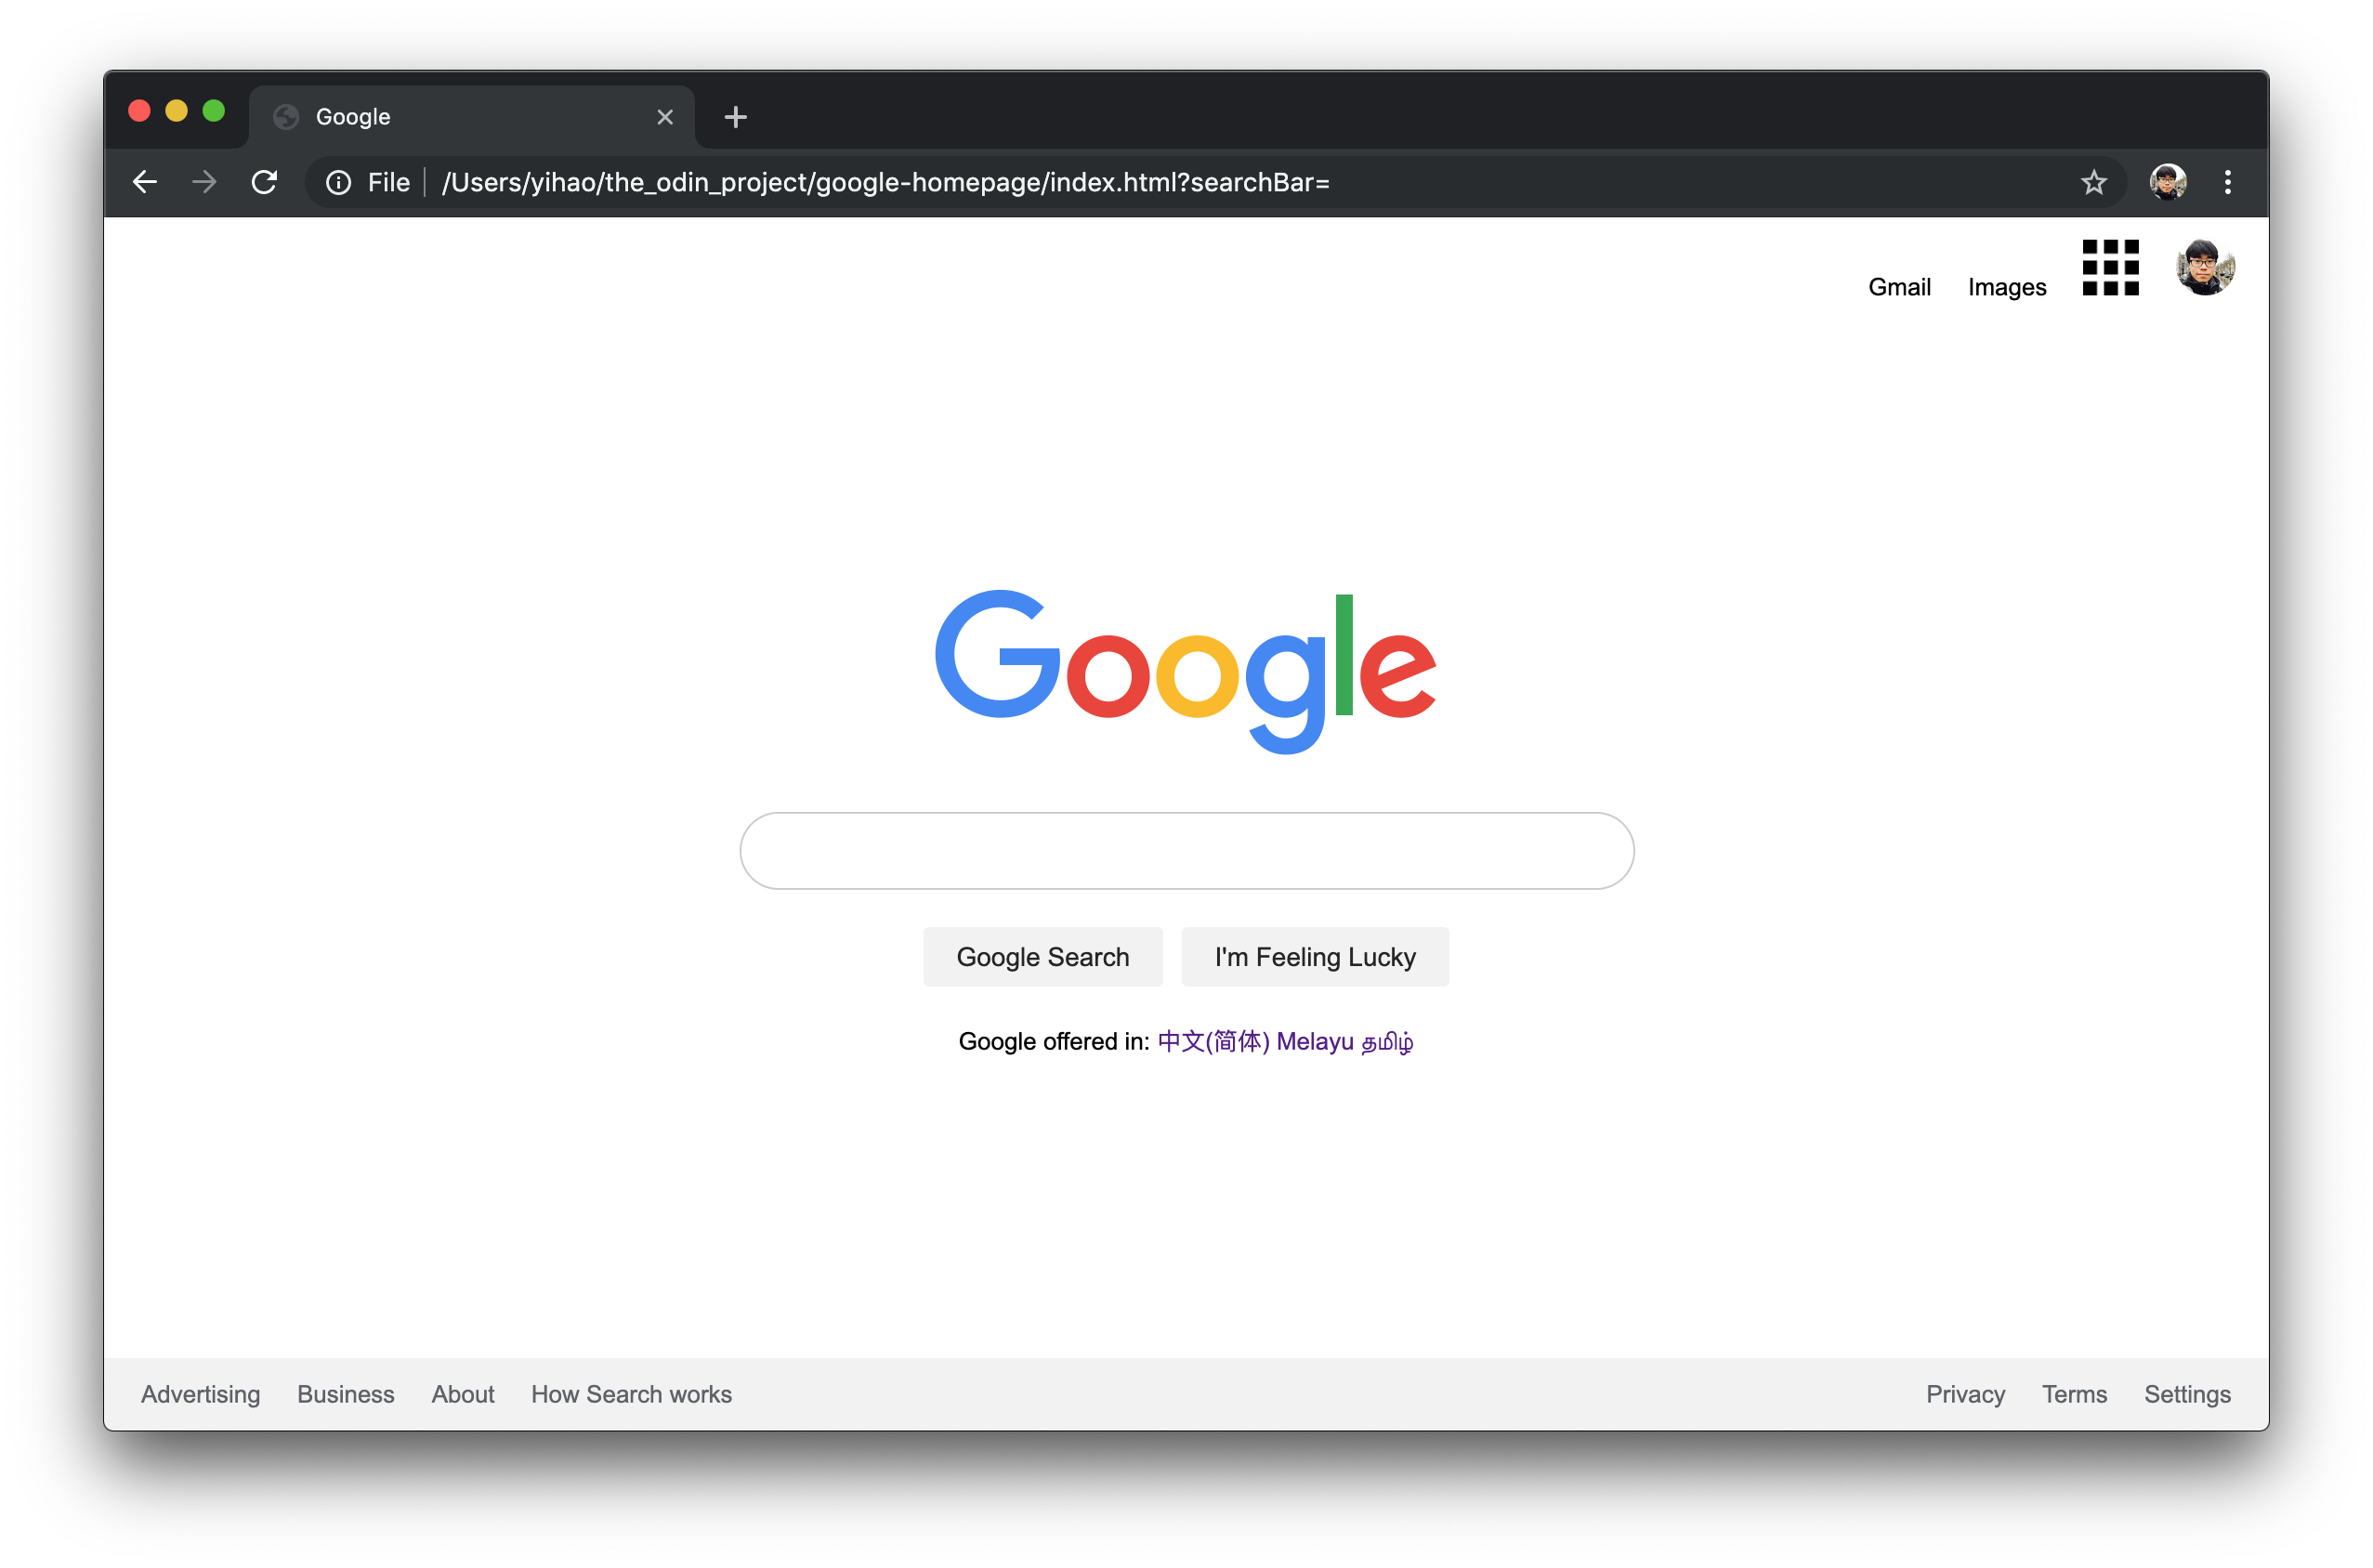 Google
File /Users/yihao/the_odin_project/google-homepage/index.html?searchBar=
Gmail Images
Google
Google Search I'm Feeling Lucky
Google offered in: 中文(简体) Melayu தமிழ்
Advertising Business About How Search works Privacy Terms Settings